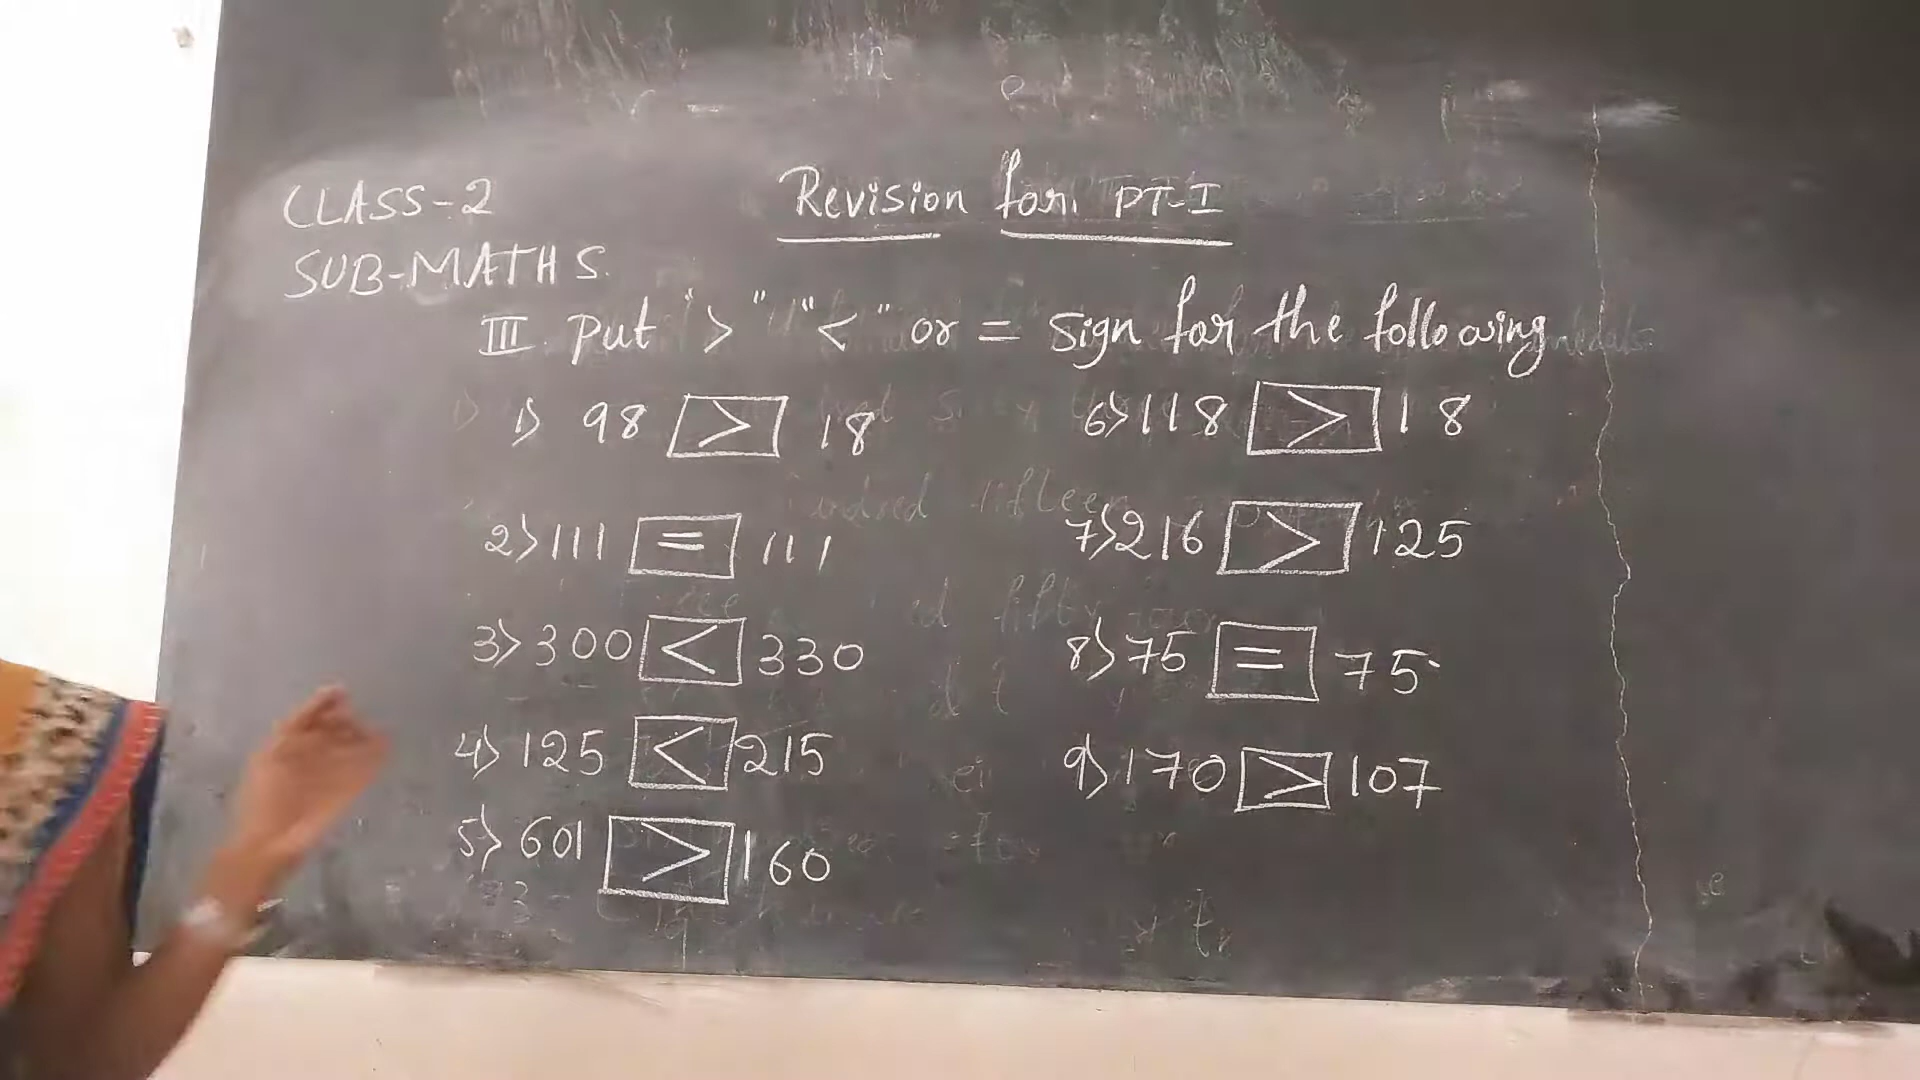 CLASS-2
SUB-MATHS.
Revision for. PT-I
III. Put ">" "<" or = sign for the following
1) 98 > 18
2) 111 = 111
3) 300 < 330
4) 125 < 215
5) 601 > 160
6) 118 > 18
7) 216 > 125
8) 75 = 75
9) 170 > 107